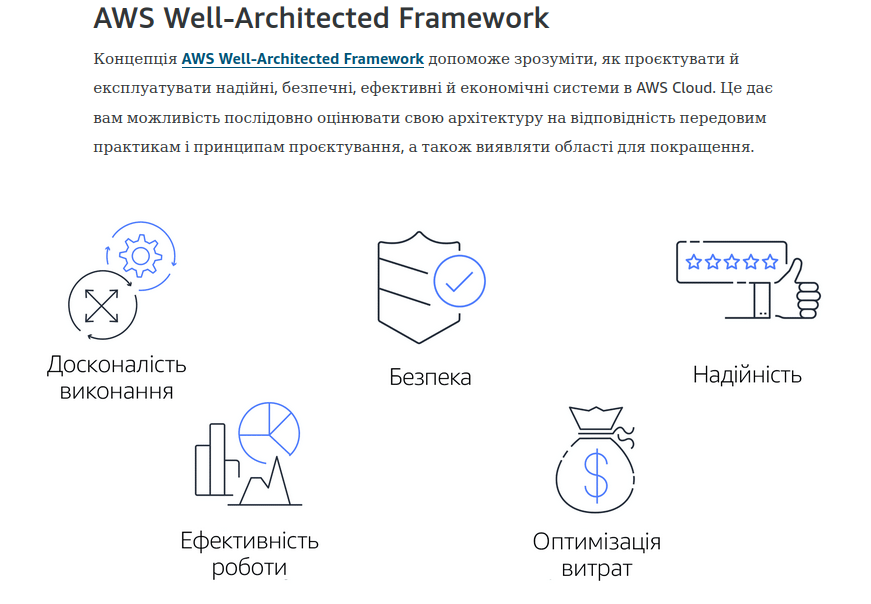 AWS Well-Architected Framework
Концепція AWS Well-Architected Framework допоможе зрозуміти, як проєктувати й
експлуатувати надійні, безпечні, ефективні й економічні системи в AWS Cloud. Це дає
вам можливість послідовно оцінювати свою архітектуру на відповідність передовим
практикам і принципам проєктування, а також виявляти області для покращення.
Досконалість
виконання
Безпека
Надійність
Ефективність
роботи
$
Оптимізація
витрат